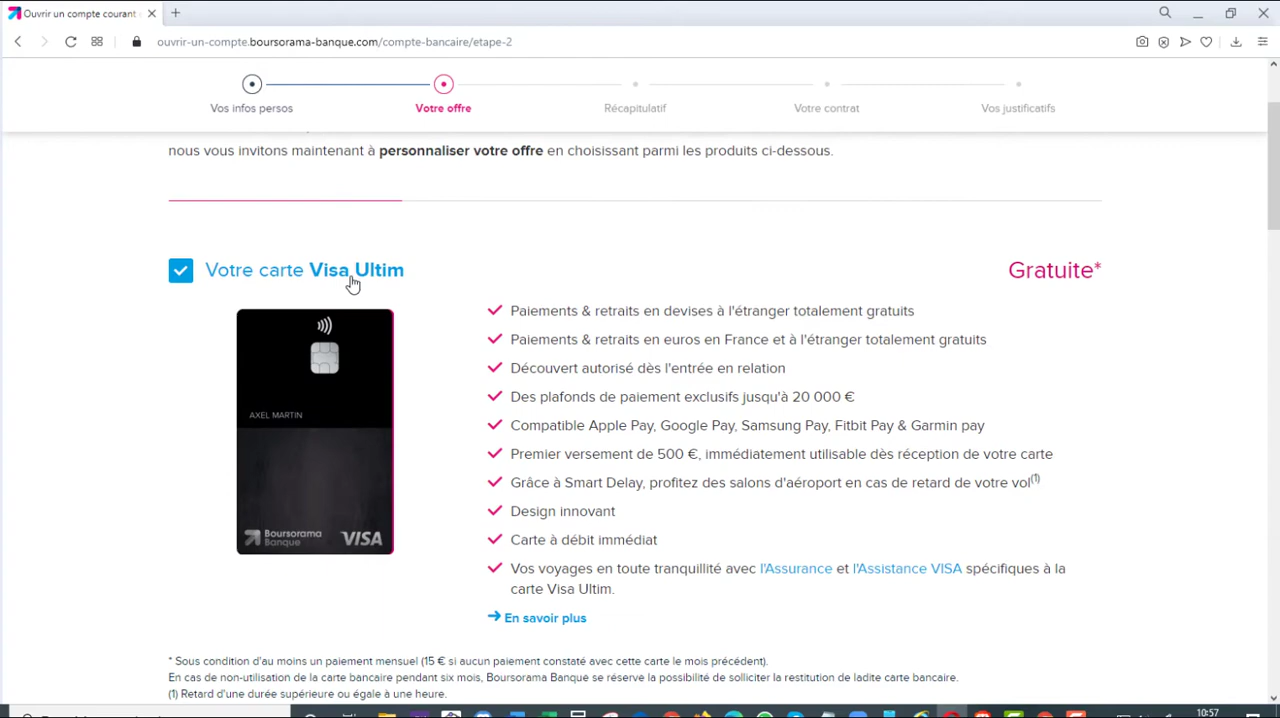 Ouvrir un compte courant
ouvrir-un-compte.boursorama-banque.com/compte-bancaire/etape-2
Vos infos persos
Votre offre
Récapitulatif
Votre contrat
Vos justificatifs
nous vous invitons maintenant à personnaliser votre offre en choisissant parmi les produits ci-dessous.
Votre carte Visa Ultim
Gratuite*
AXEL MARTIN
Boursorama
Banque
VISA
Paiements & retraits en devises à l'étranger totalement gratuits
Paiements & retraits en euros en France et à l'étranger totalement gratuits
Découvert autorisé dès l'entrée en relation
Des plafonds de paiement exclusifs jusqu'à 20 000 €
Compatible Apple Pay, Google Pay, Samsung Pay, Fitbit Pay & Garmin pay
Premier versement de 500 €, immédiatement utilisable dès réception de votre carte
Grâce à Smart Delay, profitez des salons d'aéroport en cas de retard de votre vol(1)
Design innovant
Carte à débit immédiat
Vos voyages en toute tranquillité avec l'Assurance et l'Assistance VISA spécifiques à la
carte Visa Ultim.
En savoir plus
* Sous condition d'au moins un paiement mensuel (15 € si aucun paiement constaté avec cette carte le mois précédent).
En cas de non-utilisation de la carte bancaire pendant six mois, Boursorama Banque se réserve la possibilité de solliciter la restitution de ladite carte bancaire.
(1) Retard d'une durée supérieure ou égale à une heure.
10:57